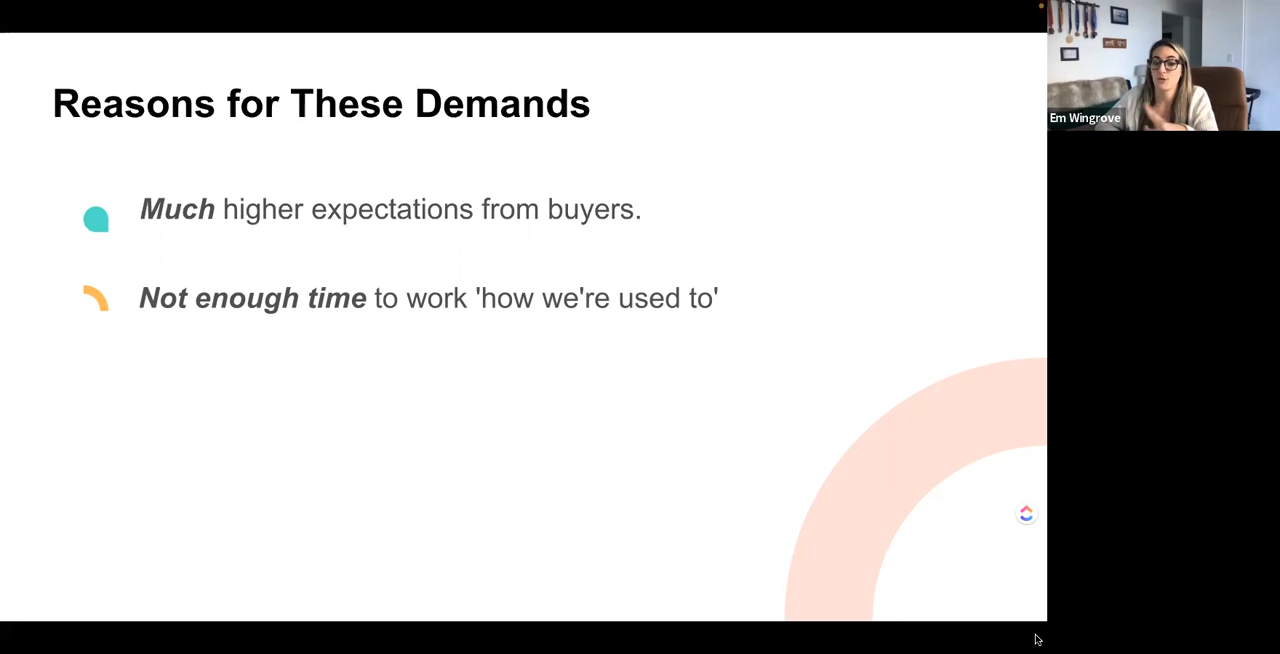 Reasons for These Demands
Much higher expectations from buyers.
Not enough time to work 'how we're used to'
Em Wingrove